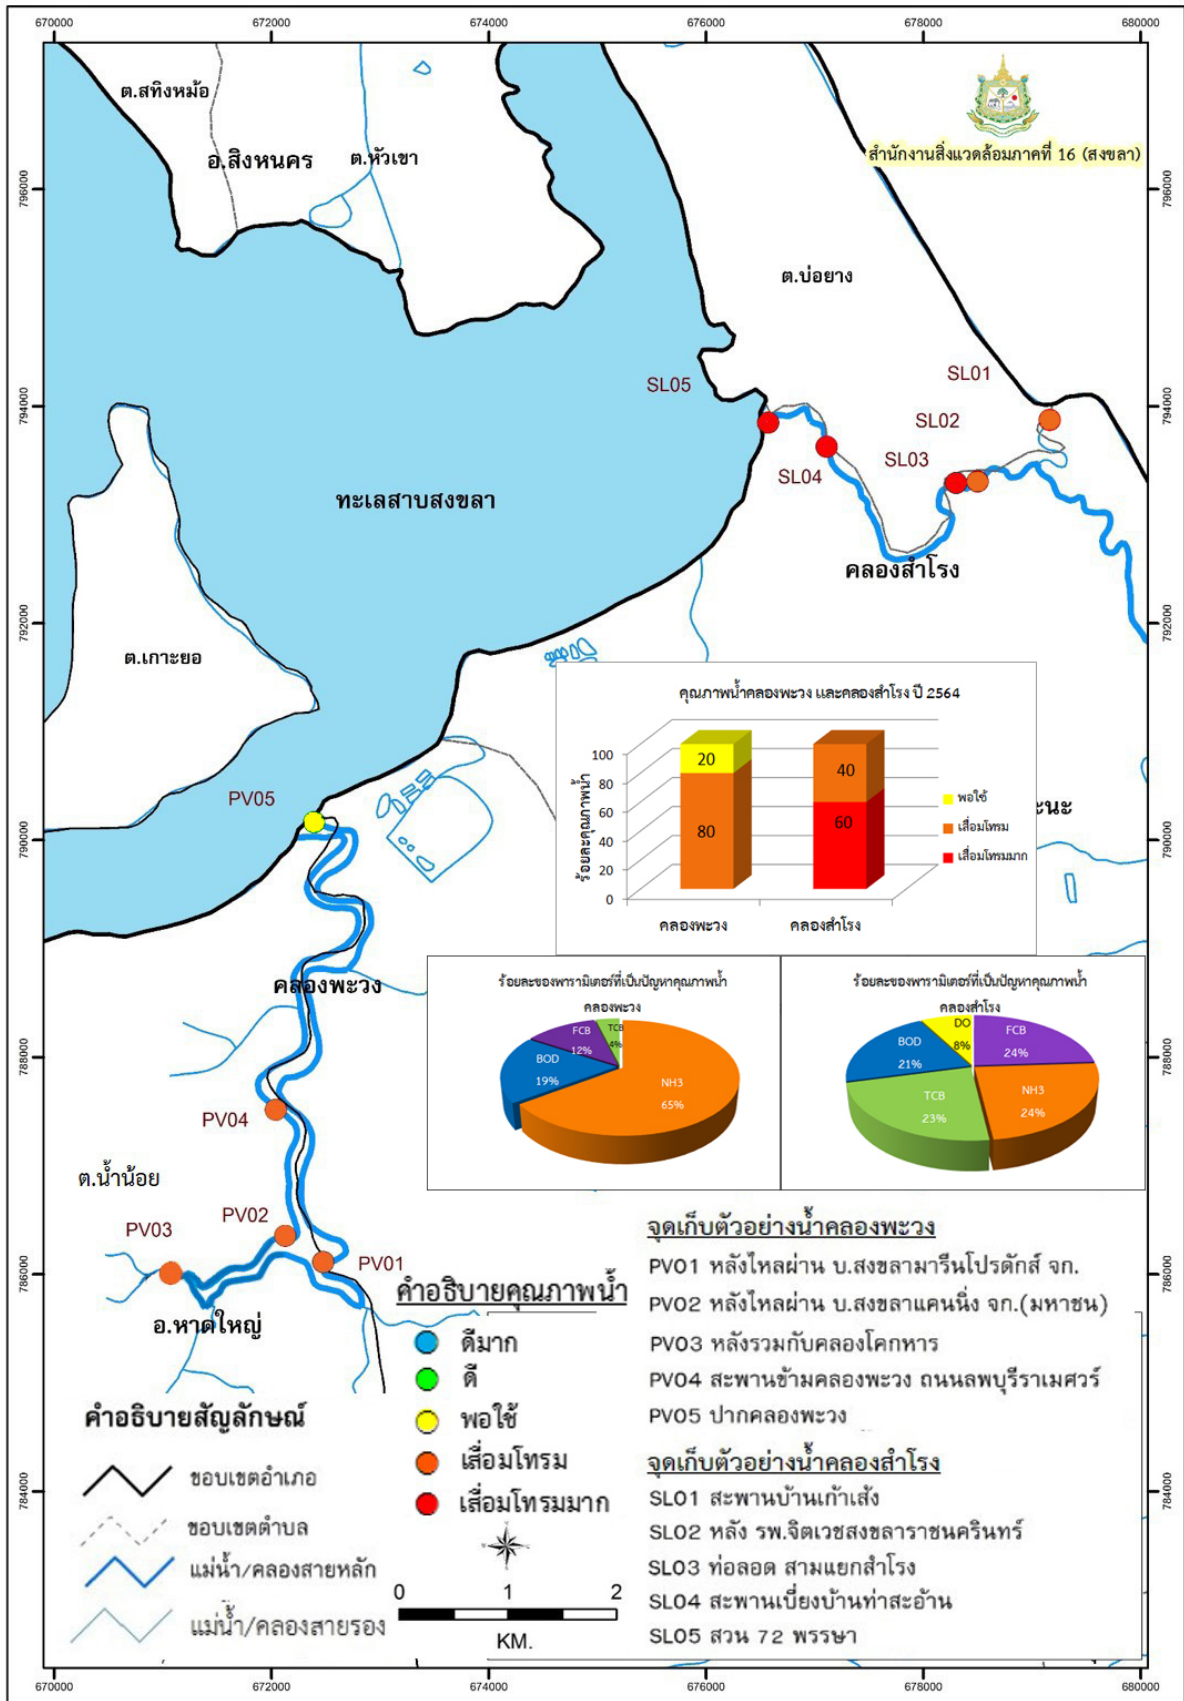 670000 672000 674000 676000 678000 680000
ต.สทิงหม้อ
อ.สิงหนคร
ต.หัวเขา
สำนักงานสิ่งแวดล้อมภาคที่ 16 (สงขลา)
796000 796000
ต.บ่อยาง
SL01
SL05
794000 794000
SL02
SL03
SL04
ทะเลสาบสงขลา
คลองสำโรง
792000 792000
ต.เกาะยอ
คุณภาพน้ำคลองพะวง และคลองสำโรง ปี 2564
ร้อยละคุณภาพน้ำ
100
80
60
40
20
0
20
80
40
60
พอใช้
เสื่อมโทรม
เสื่อมโทรมมาก
คลองพะวง
คลองสำโรง
ะนะ
PV05
790000 790000
คลองพะวง
ร้อยละของพารามิเตอร์ที่เป็นปัญหาคุณภาพน้ำ
คลองพะวง
FCB
12%
TCB
4%
BOD
19%
NH3
65%
ร้อยละของพารามิเตอร์ที่เป็นปัญหาคุณภาพน้ำ
คลองสำโรง
DO
8%
FCB
24%
BOD
21%
TCB
23%
NH3
24%
788000 788000
PV04
ต.น้ำน้อย
PV02
PV03
PV01
786000 786000
อ.หาดใหญ่
คำอธิบายคุณภาพน้ำ
ดีมาก
ดี
พอใช้
เสื่อมโทรม
เสื่อมโทรมมาก
จุดเก็บตัวอย่างน้ำคลองพะวง
PV01 หลังไหลผ่าน บ.สงขลามารีนโปรดักส์ จก.
PV02 หลังไหลผ่าน บ.สงขลาแคนนิ่ง จก.(มหาชน)
PV03 หลังรวมกับคลองโคกหาร
PV04 สะพานข้ามคลองพะวง ถนนลพบุรีราเมศวร์
PV05 ปากคลองพะวง
จุดเก็บตัวอย่างน้ำคลองสำโรง
SL01 สะพานบ้านเก้าเส้ง
SL02 หลัง รพ.จิตเวชสงขลาราชนครินทร์
SL03 ท่อลอด สามแยกสำโรง
SL04 สะพานเบี่ยงบ้านท่าสะอ้าน
SL05 สวน 72 พรรษา
คำอธิบายสัญลักษณ์
ขอบเขตอำเภอ
ขอบเขตตำบล
แม่น้ำ/คลองสายหลัก
แม่น้ำ/คลองสายรอง
784000 784000
0 1 2
KM.
670000 672000 674000 676000 678000 680000